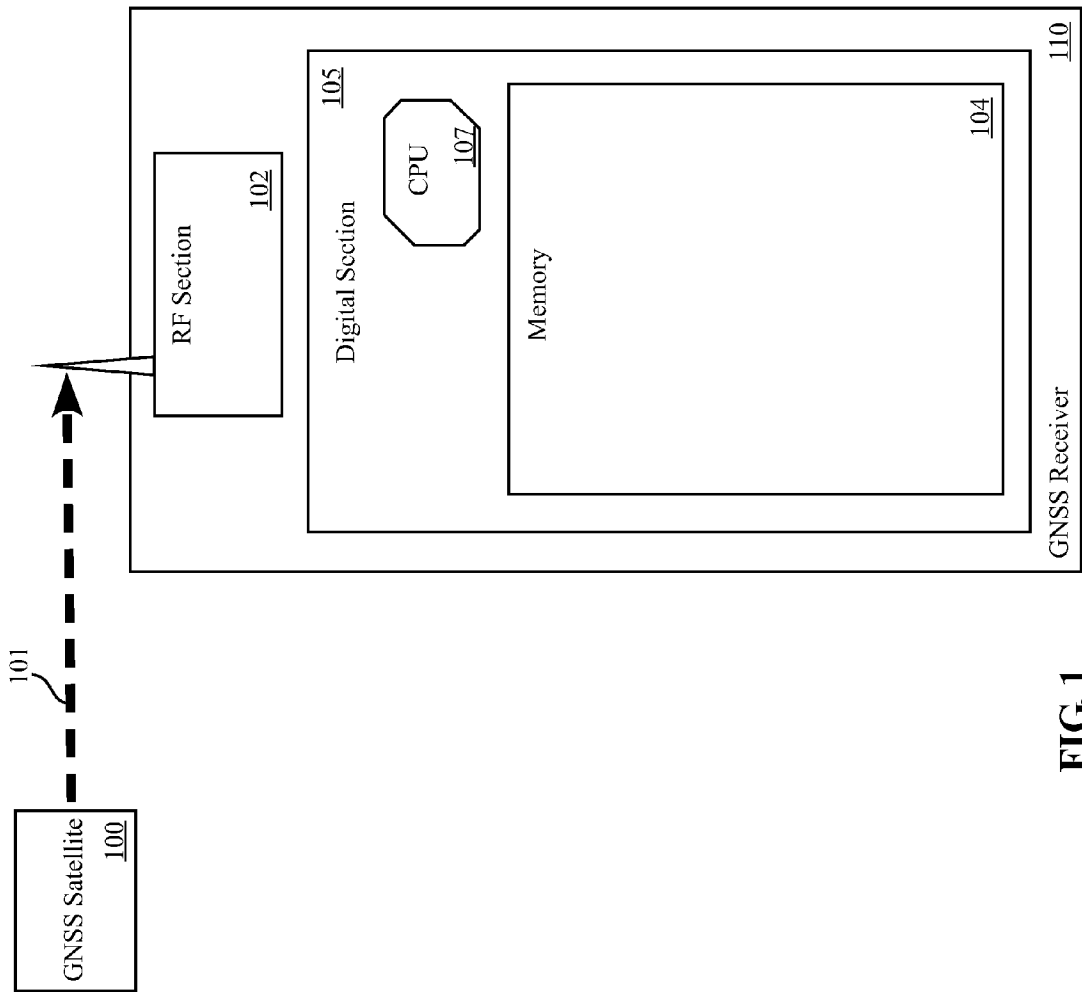 GNSS Satellite
100
101
RF Section
102
Digital Section
105
CPU
107
Memory
104
GNSS Receiver
110
FIG. 1